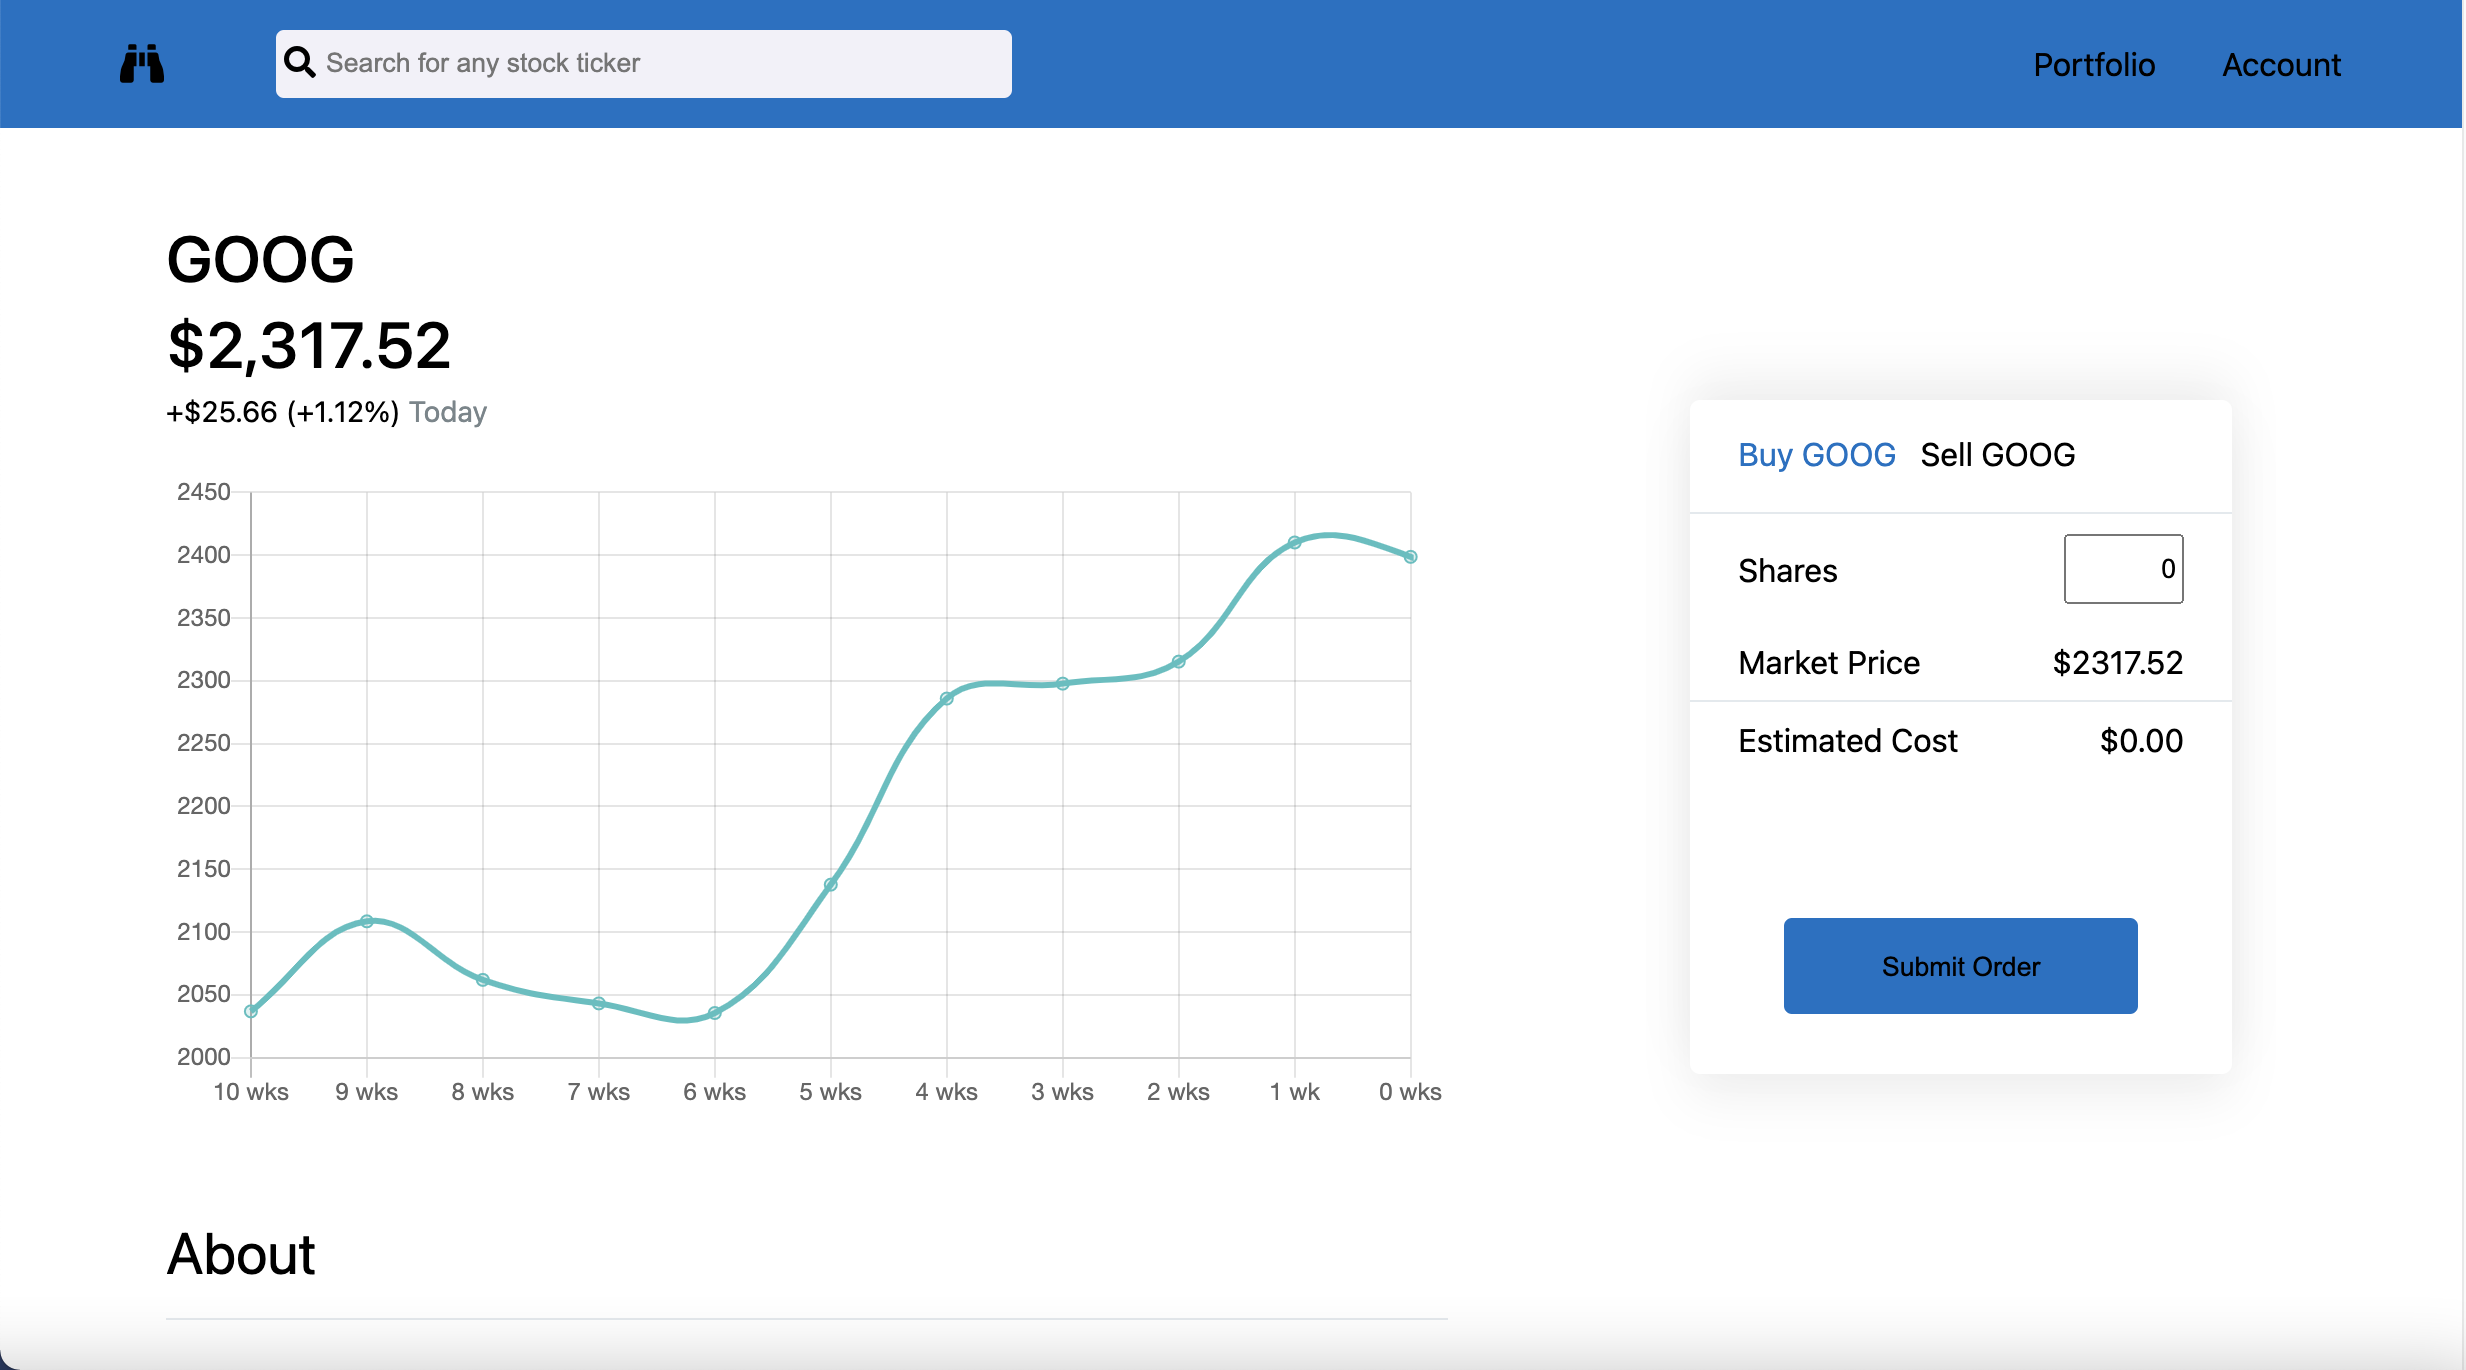 Search for any stock ticker
Portfolio Account
GOOG
$2,317.52
+$25.66 (+1.12%) Today
2450
2400
2350
2300
2250
2200
2150
2100
2050
2000
10 wks 9 wks 8 wks 7 wks 6 wks 5 wks 4 wks 3 wks 2 wks 1 wk 0 wks
Buy GOOG Sell GOOG
Shares 0
Market Price $2317.52
Estimated Cost $0.00
Submit Order
About